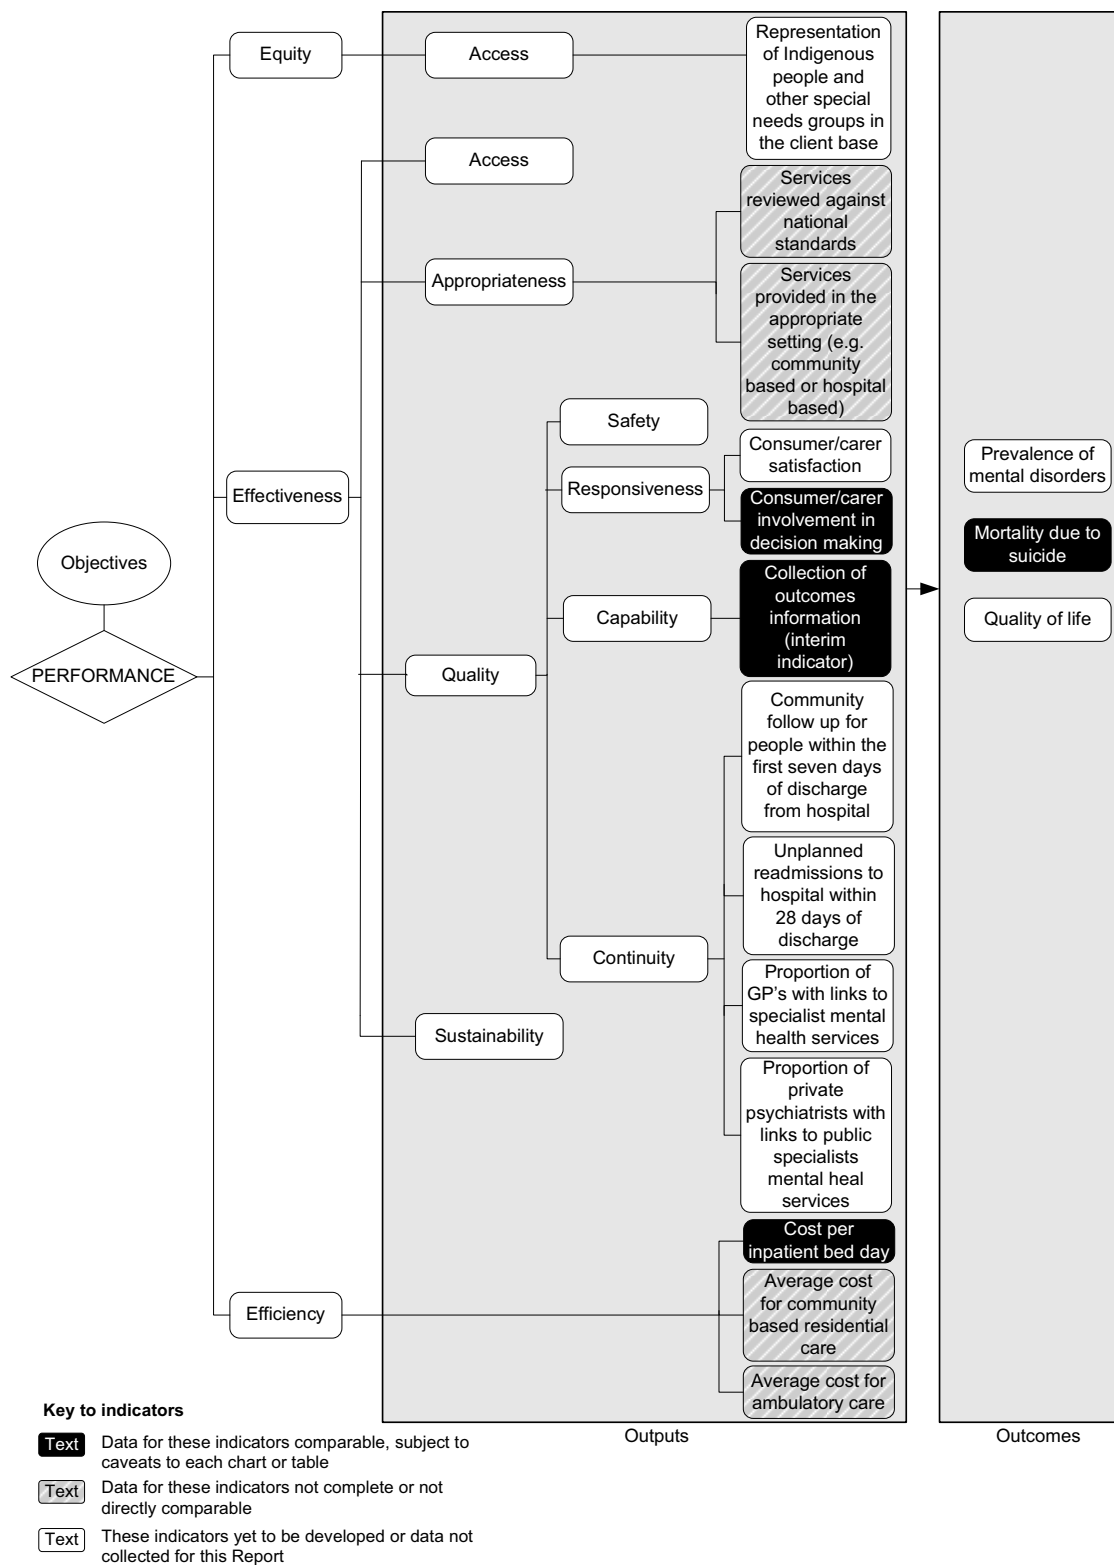 Equity
Access
Representation
of Indigenous
people and
other special
needs groups in
the client base
Access
Services
reviewed against
national
standards
Appropriateness
Services
provided in the
appropriate
setting (e.g.
community
based or hospital
based)
Safety
Consumer/carer
satisfaction
Responsiveness
Effectiveness
Consumer/carer
involvement in
decision making
Prevalence of
mental disorders
Objectives
Mortality due to
suicide
Collection of
outcomes
information
(interim
indicator)
Capability
Quality of life
PERFORMANCE
Quality
Community
follow up for
people within the
first seven days
of discharge
from hospital
Unplanned
readmissions to
hospital within
28 days of
discharge
Continuity
Proportion of
GP's with links to
specialist mental
health services
Sustainability
Proportion of
private
psychiatrists with
links to public
specialists
mental heal
services
Cost per
inpatient bed day
Efficiency
Average cost
for community
based residential
care
Average cost for
ambulatory care
Outputs
Outcomes
Key to indicators
Text Data for these indicators comparable, subject to
caveats to each chart or table
Text Data for these indicators not complete or not
directly comparable
Text These indicators yet to be developed or data not
collected for this Report